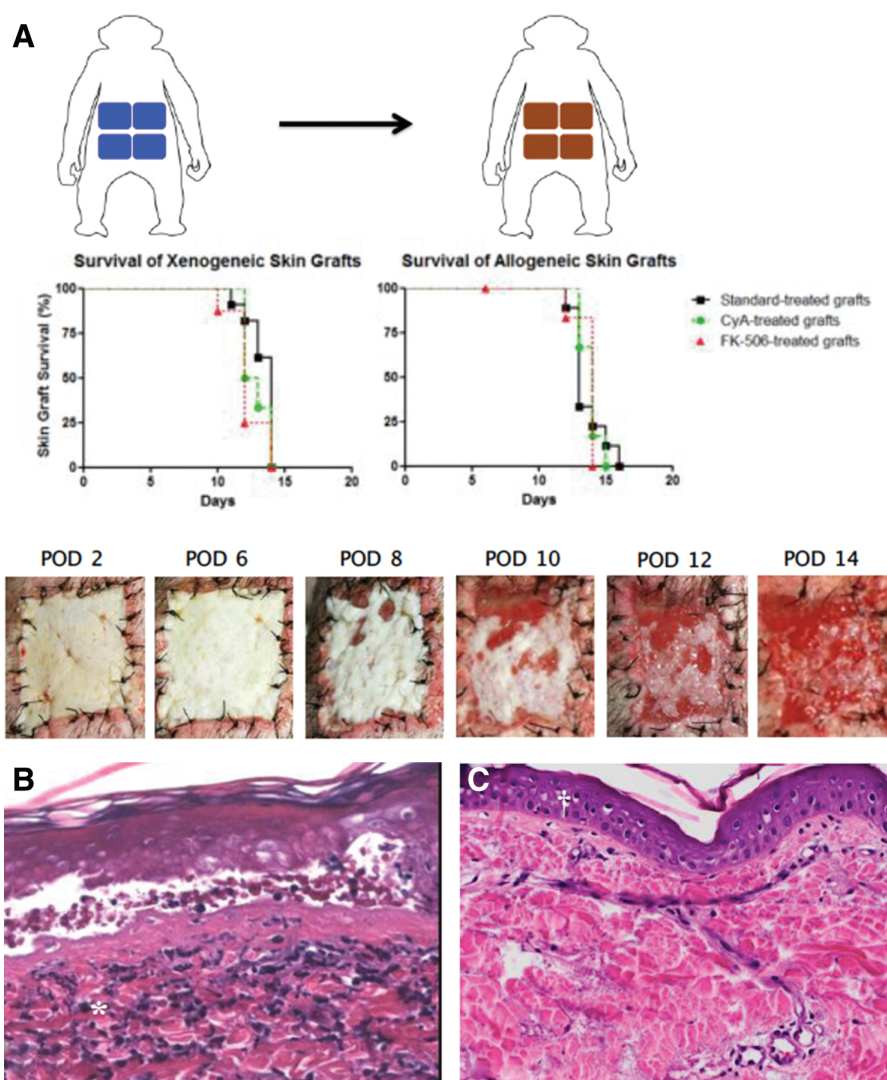 A
Survival of Xenogeneic Skin Grafts
Survival of Allogeneic Skin Grafts
Skin Graft Survival (%)
100
75
50
25
0
0 5 10 15 20
Days
100
75
50
25
0
0 5 10 15 20
Days
Standard-treated grafts
CyA-treated grafts
FK-506-treated grafts
POD 2 POD 6 POD 8 POD 10 POD 12 POD 14
B
*
C
†